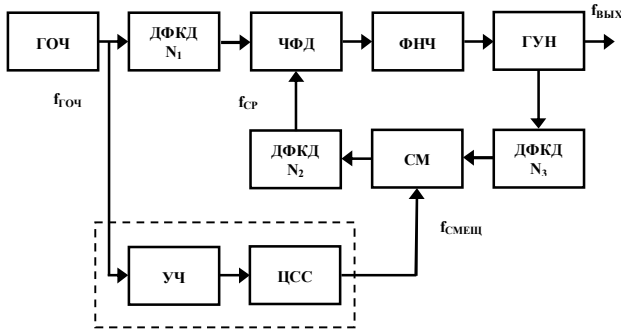 fВЫХ
ГОЧ
ДФКД
N1
ЧФД
ФНЧ
ГУН
fГОЧ
fСР
ДФКД
N2
СМ
ДФКД
N3
fСМЕЩ
УЧ
ЦСС